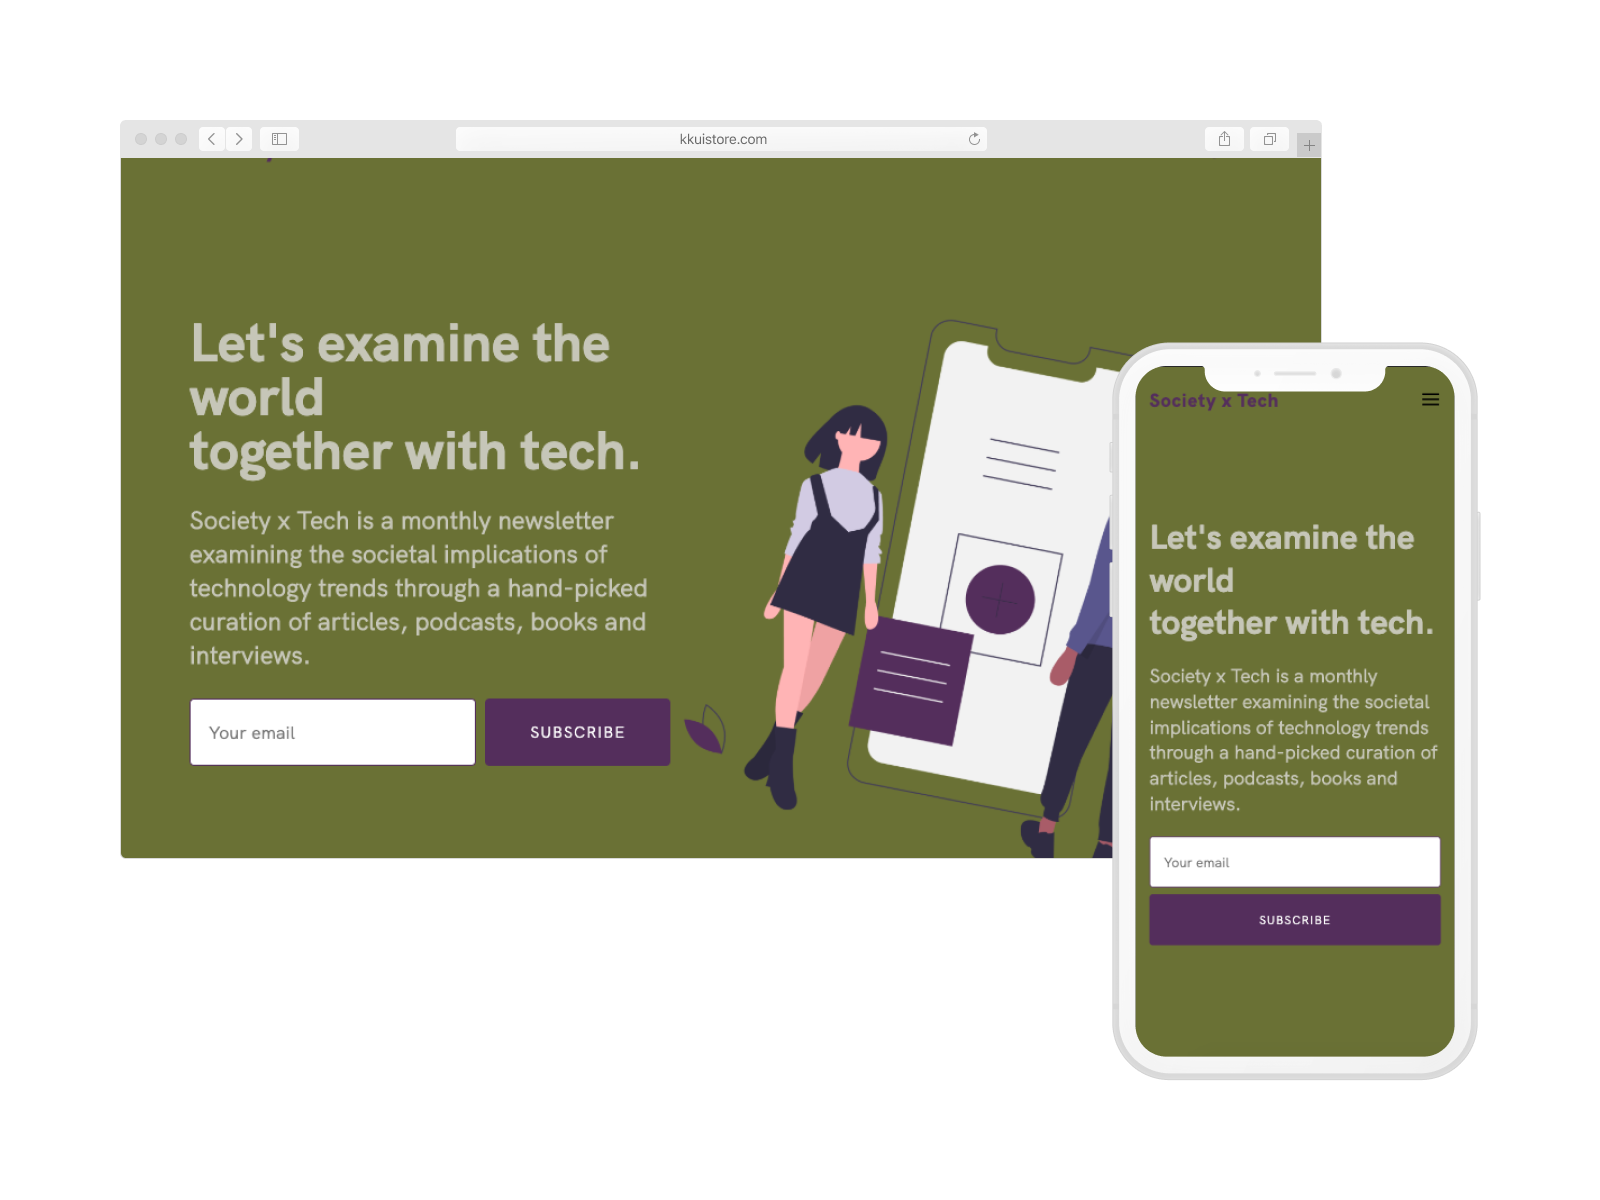 kkuistore.com
Let's examine the
world
together with tech.
Society x Tech is a monthly newsletter
examining the societal implications of
technology trends through a hand-picked
curation of articles, podcasts, books and
interviews.
Your email
SUBSCRIBE
Society x Tech
Let's examine the
world
together with tech.
Society x Tech is a monthly
newsletter examining the societal
implications of technology trends
through a hand-picked curation of
articles, podcasts, books and
interviews.
Your email
SUBSCRIBE